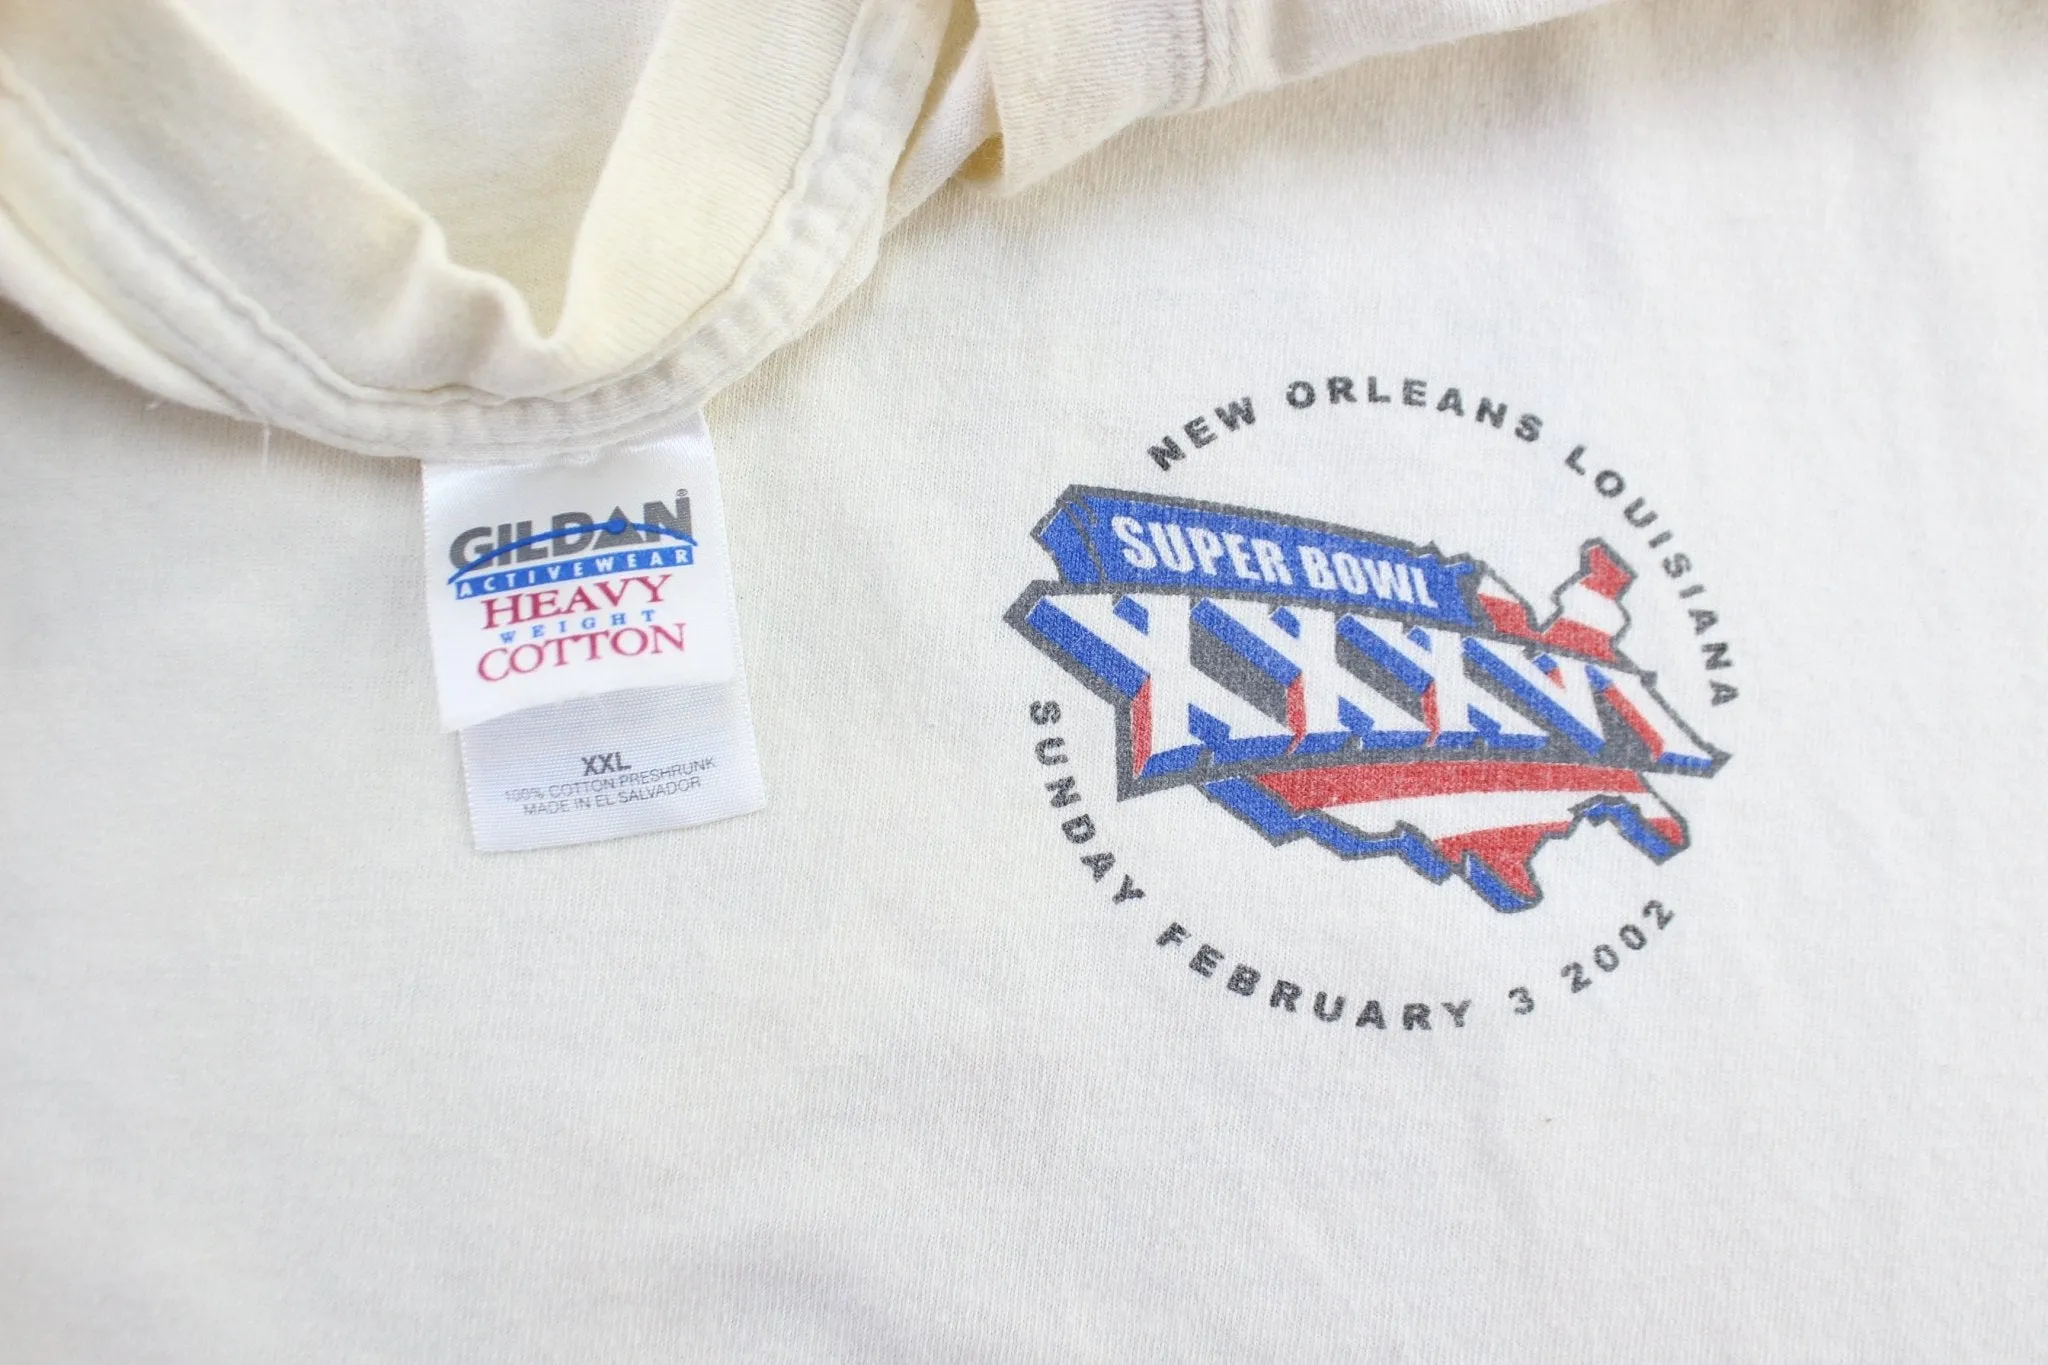 GILDAN®
ACTIVEWEAR
HEAVY
WEIGHT
COTTON
XXL
100% COTTON PRESHRUNK
MADE IN EL SALVADOR
NEW ORLEANS LOUISIANA
SUPER BOWL
XXXVI
SUNDAY FEBRUARY 3 2002